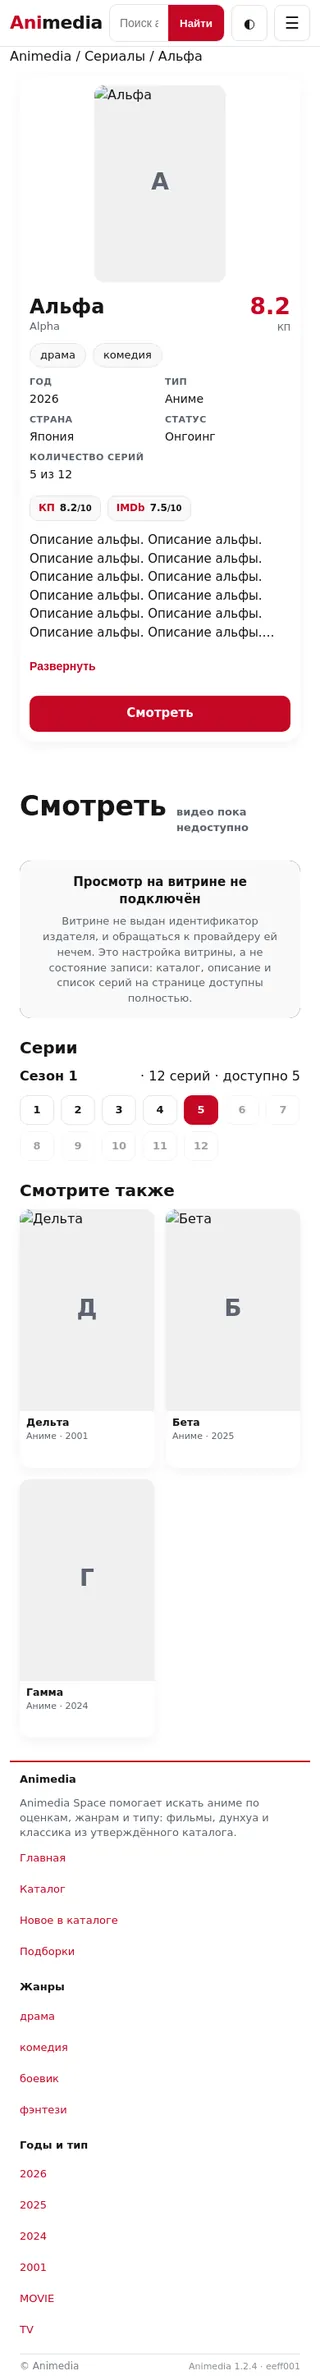 Animedia
Поиск а
Найти
Animedia / Сериалы / Альфа
Альфа
А
Альфа
8.2
Alpha
КП
драма
комедия
ГОД
ТИП
2026
Аниме
СТРАНА
СТАТУС
Япония
Онгоинг
КОЛИЧЕСТВО СЕРИЙ
5 из 12
КП 8.2/10
IMDb 7.5/10
Описание альфы. Описание альфы.
Описание альфы. Описание альфы.
Описание альфы. Описание альфы.
Описание альфы. Описание альфы.
Описание альфы. Описание альфы.
Описание альфы. Описание альфы....
Развернуть
Смотреть
Смотреть
видео пока
недоступно
Просмотр на витрине не
подключён
Витрине не выдан идентификатор
издателя, и обращаться к провайдеру ей
нечем. Это настройка витрины, а не
состояние записи: каталог, описание и
список серий на странице доступны
полностью.
Серии
Сезон 1
· 12 серий · доступно 5
1 2 3 4 5 6 7
8 9 10 11 12
Смотрите также
Дельта
Бета
Д
Б
Дельта
Бета
Аниме · 2001
Аниме · 2025
Г
Гамма
Аниме · 2024
Animedia
Animedia Space помогает искать аниме по
оценкам, жанрам и типу: фильмы, дунхуа и
классика из утверждённого каталога.
Главная
Каталог
Новое в каталоге
Подборки
Жанры
драма
комедия
боевик
фэнтези
Годы и тип
2026
2025
2024
2001
MOVIE
TV
© Animedia
Animedia 1.2.4 · eeff001